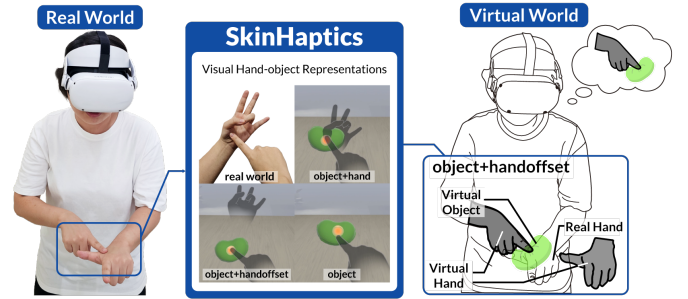 Real World
SkinHaptics
Visual Hand-object Representations
real world
object+hand
object+handoffset
object
Virtual World
object+handoffset
Virtual
Object
Real Hand
Virtual
Hand